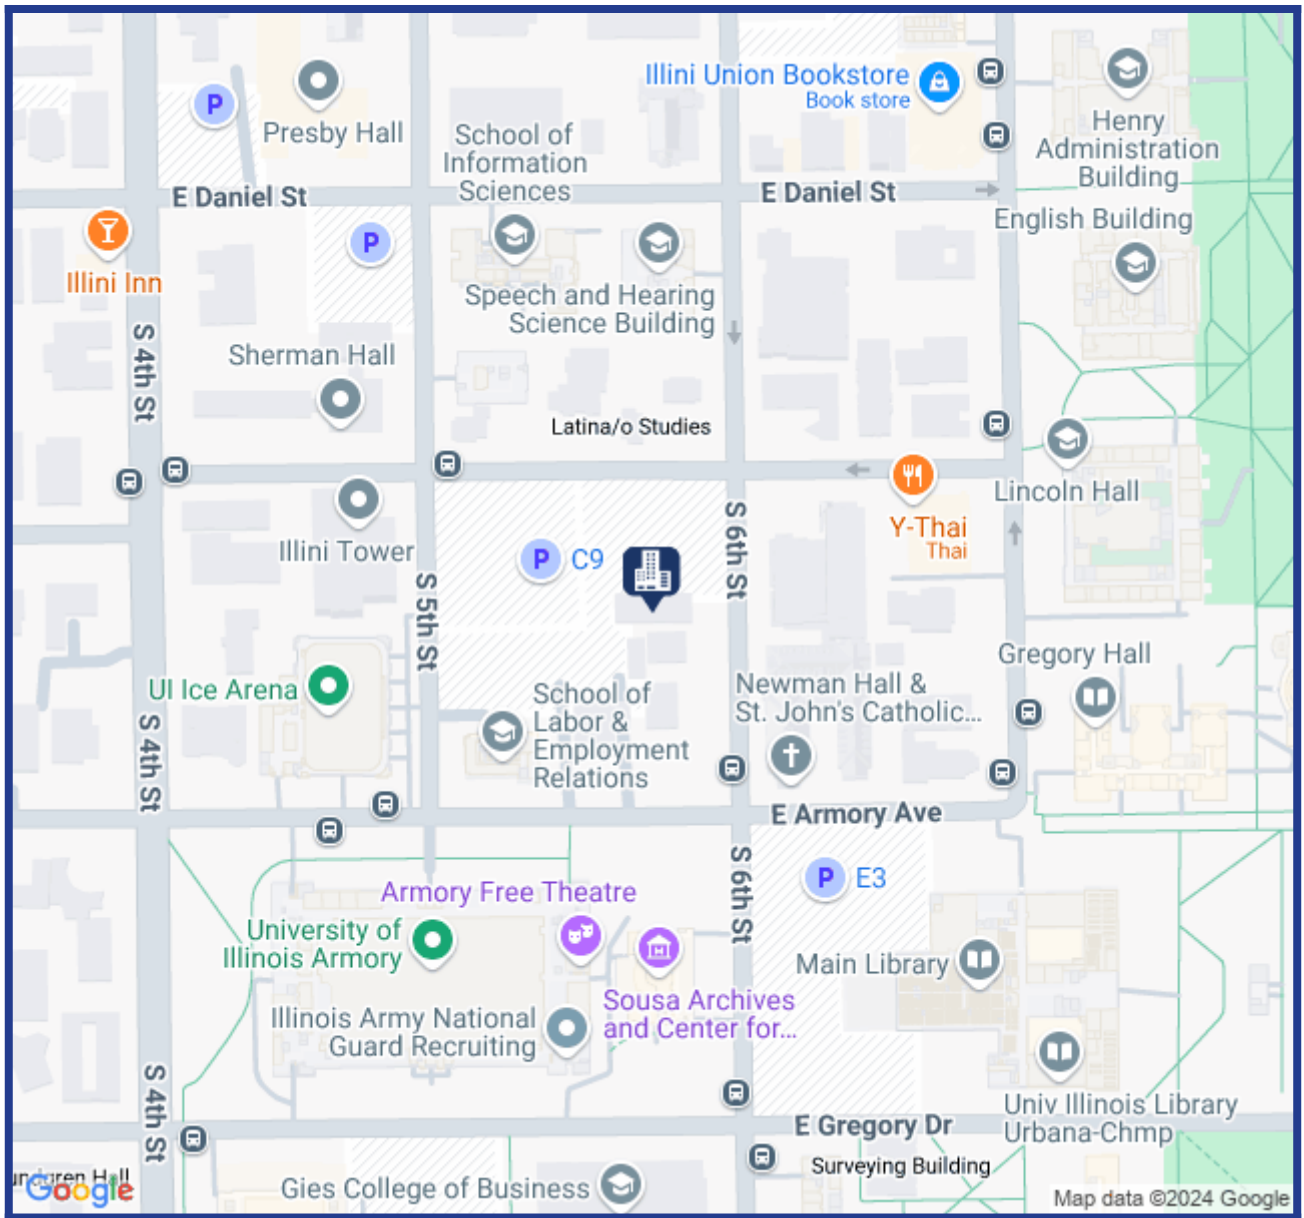 Illini Union Bookstore
Book store
P
Presby Hall
Henry
Administration
Building
School of
Information
Sciences
E Daniel St
E Daniel St
English Building
P
Illini Inn
Speech and Hearing
Science Building
S 4th St
Sherman Hall
Latina/o Studies
Lincoln Hall
Y-Thai
Thai
S 6th St
Illini Tower
P C9
S 5th St
Gregory Hall
UI Ice Arena
School of
Labor &
Employment
Relations
Newman Hall &
St. John's Catholic...
S 4th St
E Armory Ave
P E3
S 6th St
Armory Free Theatre
University of
Illinois Armory
Main Library
Sousa Archives
and Center for...
Illinois Army National
Guard Recruiting
S 4th St
Univ Illinois Library
Urbana-Chmp
E Gregory Dr
Surveying Building
Hall
Gies College of Business
Google
Map data ©2024 Google